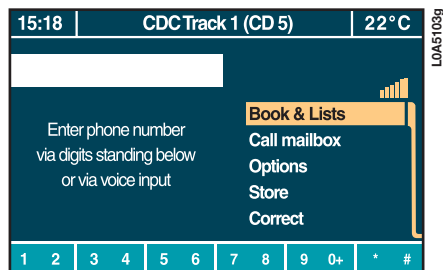 15:18 CDC Track 1 (CD 5) 22°C
Enter phone number
via digits standing below
or via voice input
Book & Lists
Call mailbox
Options
Store
Correct
1 2 3 4 5 6 7 8 9 0+ * #
L0A5103g